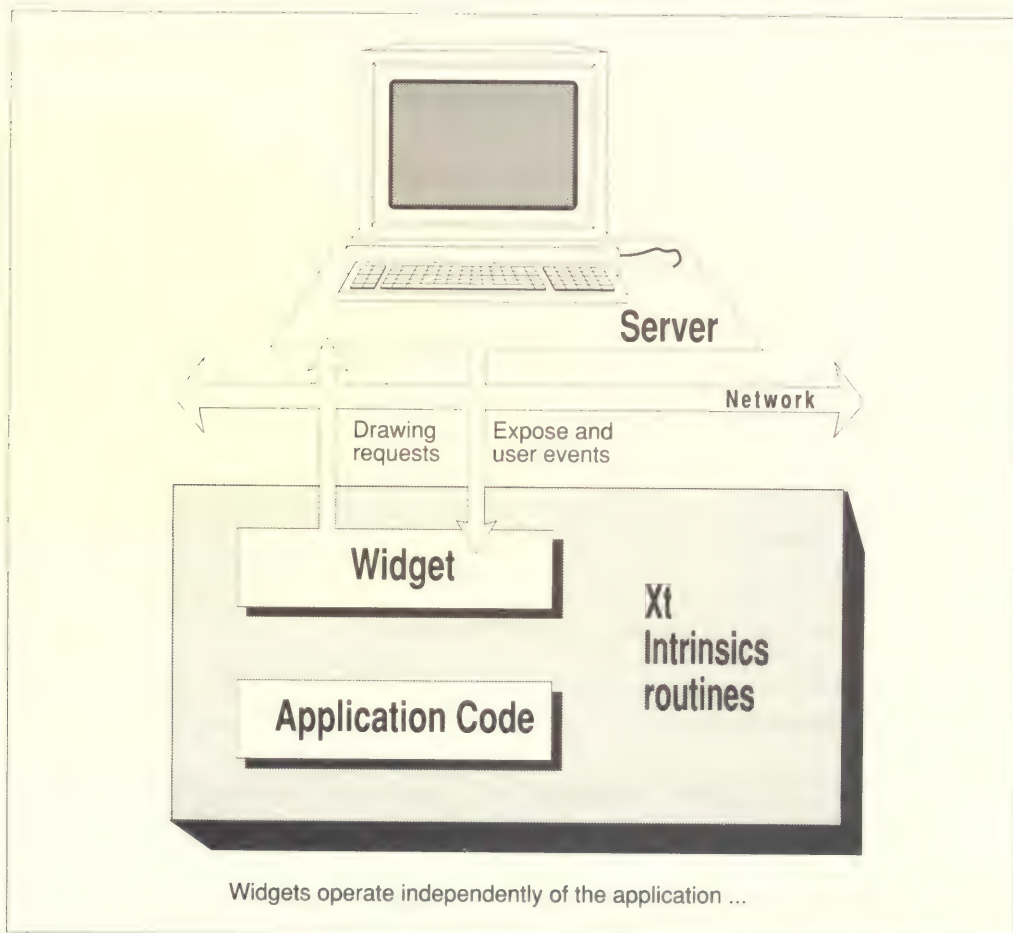 Server
Network
Drawing
requests
Expose and
user events
Widget
Xt
Intrinsics
routines
Application Code
Widgets operate independently of the application ...